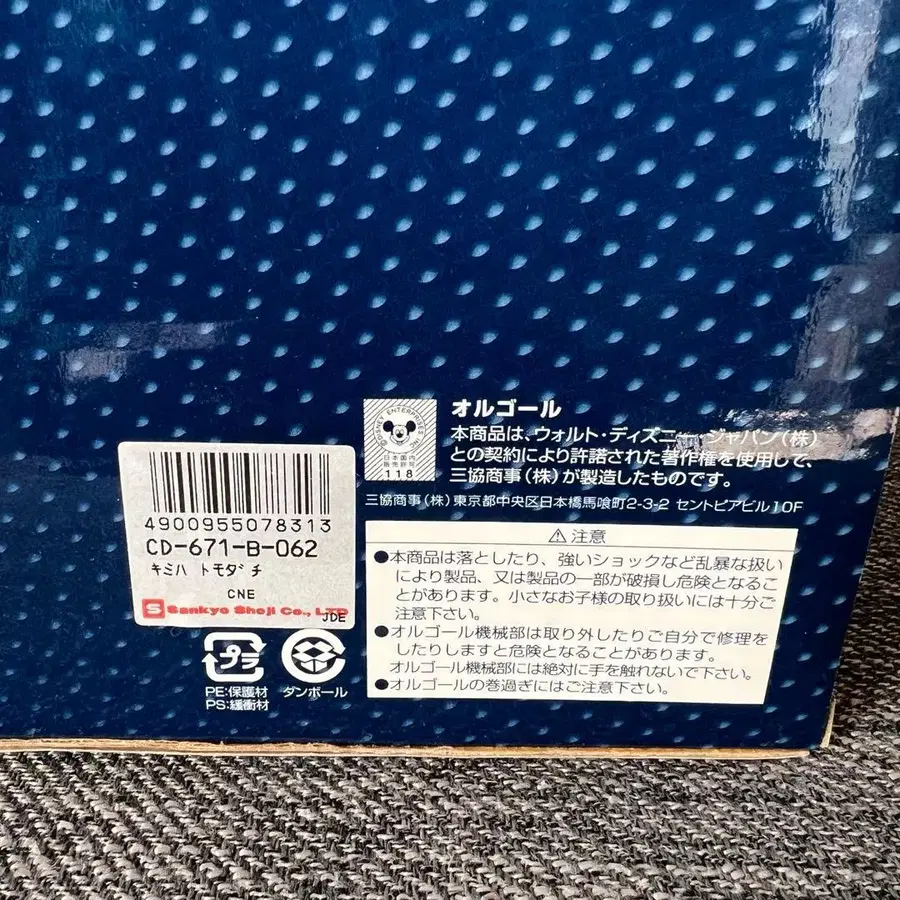 オルゴール
本商品は、ウォルト・ディズニー・ジャパン(株)
との契約により許諾された著作権を使用して、
三協商事(株)が製造したものです。
三協商事(株)東京都中央区日本橋馬喰町2-3-2 セントピアビル10F
DISNEY ENTERPRISES
日本国内
販売許可
118
4900955078313
CD-671-B-062
キミハ トモダチ
CNE
S Sankyo Shoji Co., LTD
JDE
プラ
PE:保護材
PS:緩衝材
ダンボール
⚠注意
●本商品は落としたり、強いショックなど乱暴な扱い
により製品、又は製品の一部が破損し危険となるこ
とがあります。小さなお子様の取り扱いには十分ご
注意下さい。
●オルゴール機械部は取り外したりご自分で修理を
したりしますと危険となることがあります。
オルゴール機械部には絶対に手を触れないで下さい。
●オルゴールの巻過ぎにはご注意下さい。